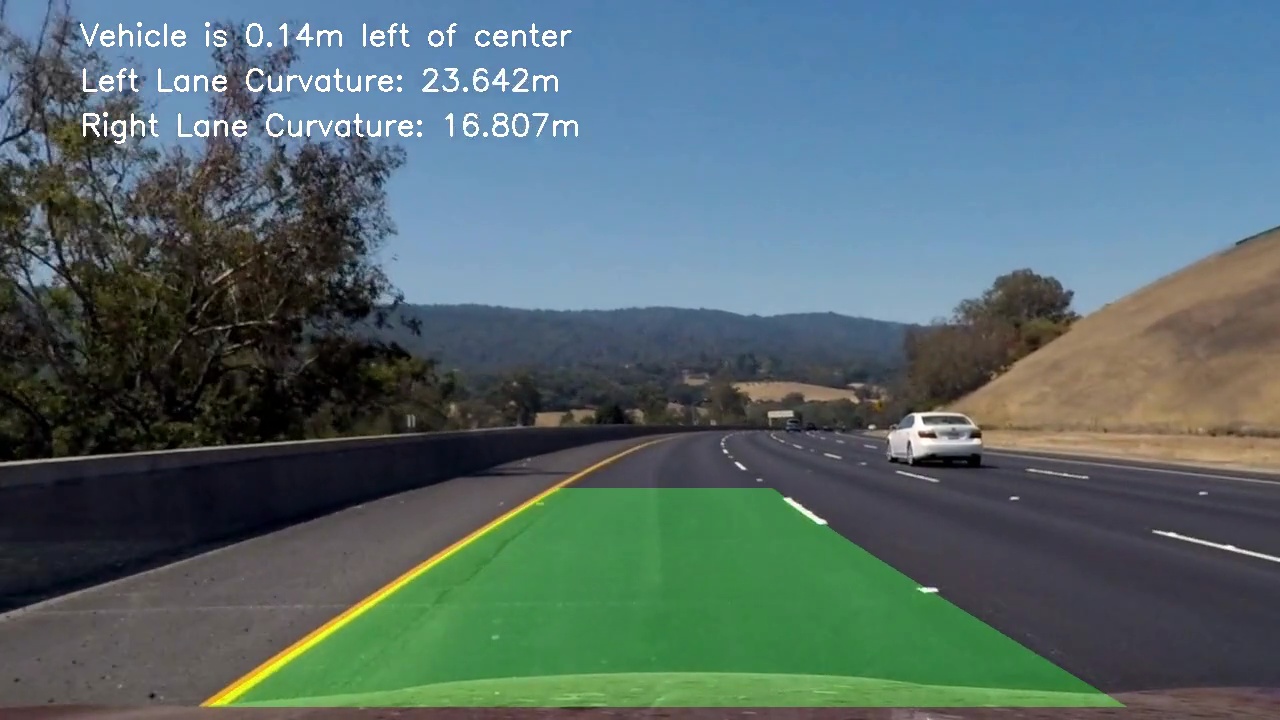 Vehicle is 0.14m left of center
Left Lane Curvature: 23.642m
Right Lane Curvature: 16.807m